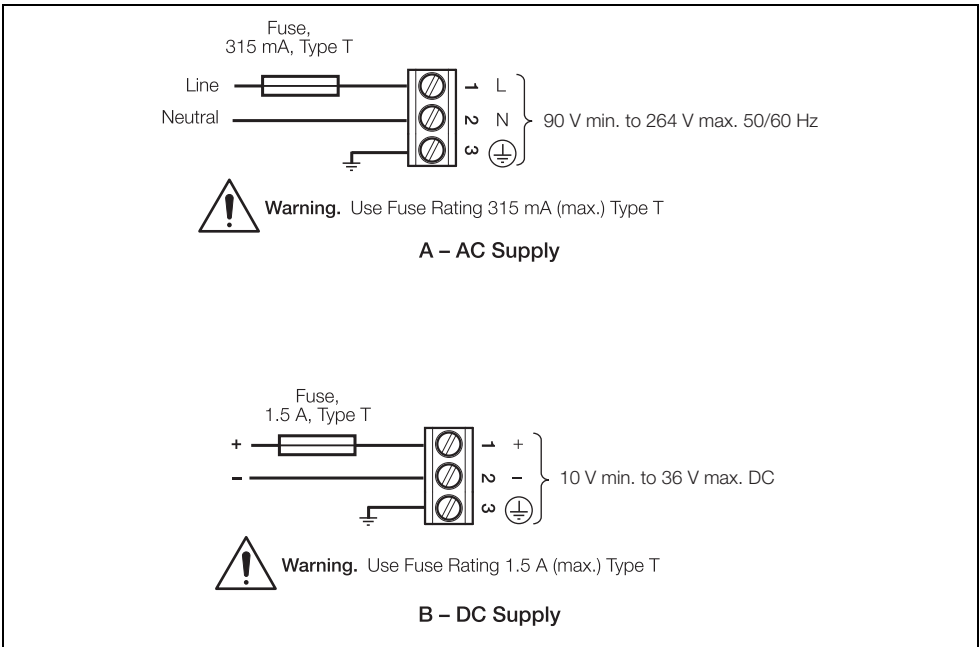 Fuse,
315 mA, Type T
Line
1 L
Neutral
2 N
90 V min. to 264 V max. 50/60 Hz
3
Warning. Use Fuse Rating 315 mA (max.) Type T
A – AC Supply
Fuse,
1.5 A, Type T
+
1 +
–
2 –
10 V min. to 36 V max. DC
3
Warning. Use Fuse Rating 1.5 A (max.) Type T
B – DC Supply